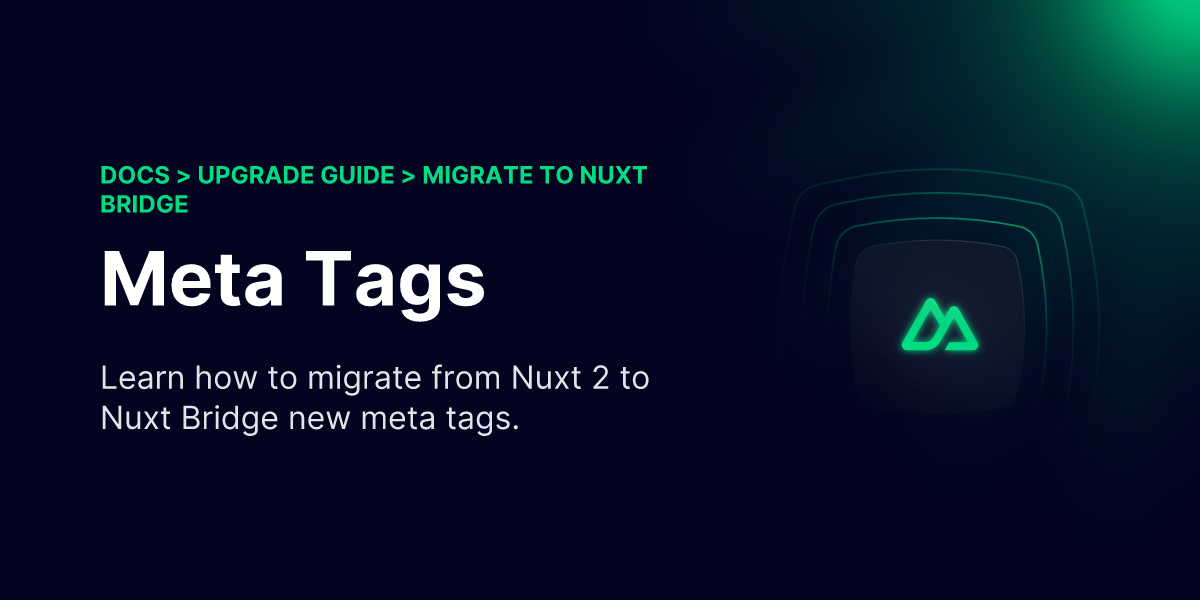 DOCS > UPGRADE GUIDE > MIGRATE TO NUXT
BRIDGE
Meta Tags
Learn how to migrate from Nuxt 2 to
Nuxt Bridge new meta tags.